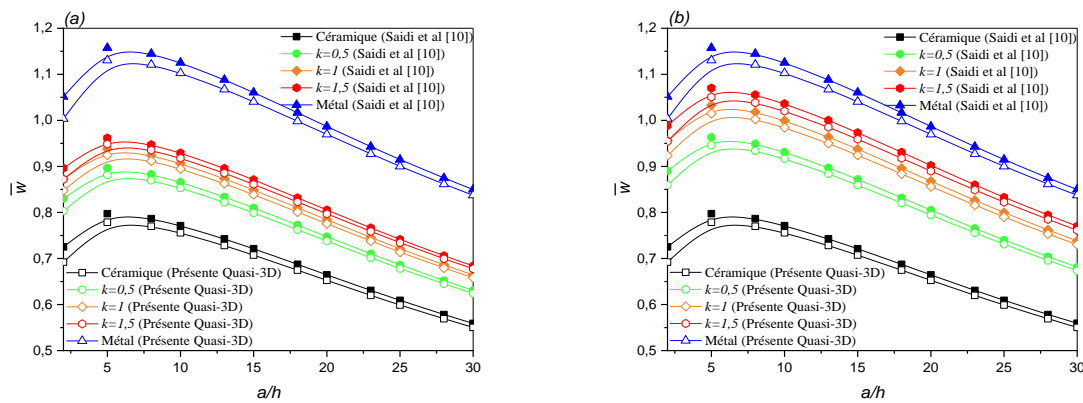 (a)
1,2
1,1
1,0
0,9
0,8
0,7
0,6
0,5
w
5
10
15
20
25
30
a/h
Céramique (Saidi et al [10])
k=0,5 (Saidi et al [10])
k=1 (Saidi et al [10])
k=1,5 (Saidi et al [10])
Métal (Saidi et al [10])
Céramique (Présente Quasi-3D)
k=0,5 (Présente Quasi-3D)
k=1 (Présente Quasi-3D)
k=1,5 (Présente Quasi-3D)
Métal (Présente Quasi-3D)
(b)
1,2
1,1
1,0
0,9
0,8
0,7
0,6
0,5
w
5
10
15
20
25
30
a/h
Céramique (Saidi et al [10])
k=0,5 (Saidi et al [10])
k=1 (Saidi et al [10])
k=1,5 (Saidi et al [10])
Métal (Saidi et al [10])
Céramique (Présente Quasi-3D)
k=0,5 (Présente Quasi-3D)
k=1 (Présente Quasi-3D)
k=1,5 (Présente Quasi-3D)
Métal (Présente Quasi-3D)